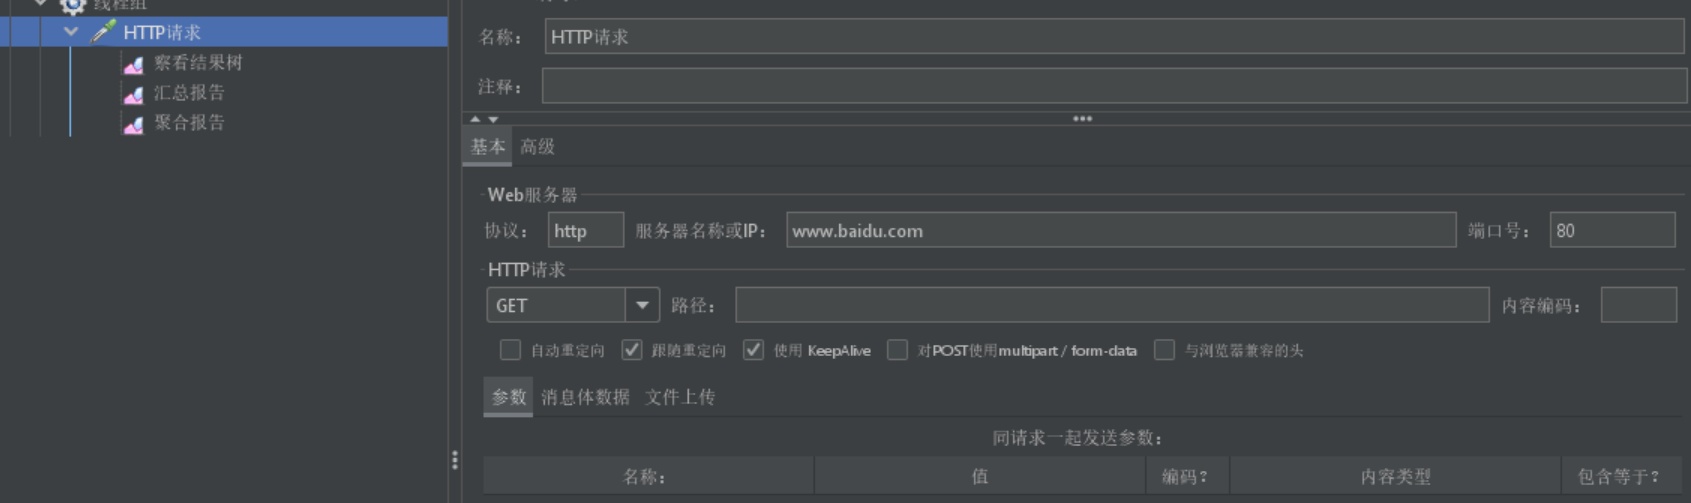 线程组
HTTP请求
察看结果树
汇总报告
聚合报告
名称： HTTP请求
注释：
基本 高级
Web服务器
协议： http 服务器名称或IP： www.baidu.com 端口号： 80
HTTP请求
GET 路径： 内容编码：
自动重定向 跟随重定向 使用 KeepAlive 对POST使用multipart / form-data 与浏览器兼容的头
参数 消息体数据 文件上传
同请求一起发送参数：
名称： 值 编码？ 内容类型 包含等于？